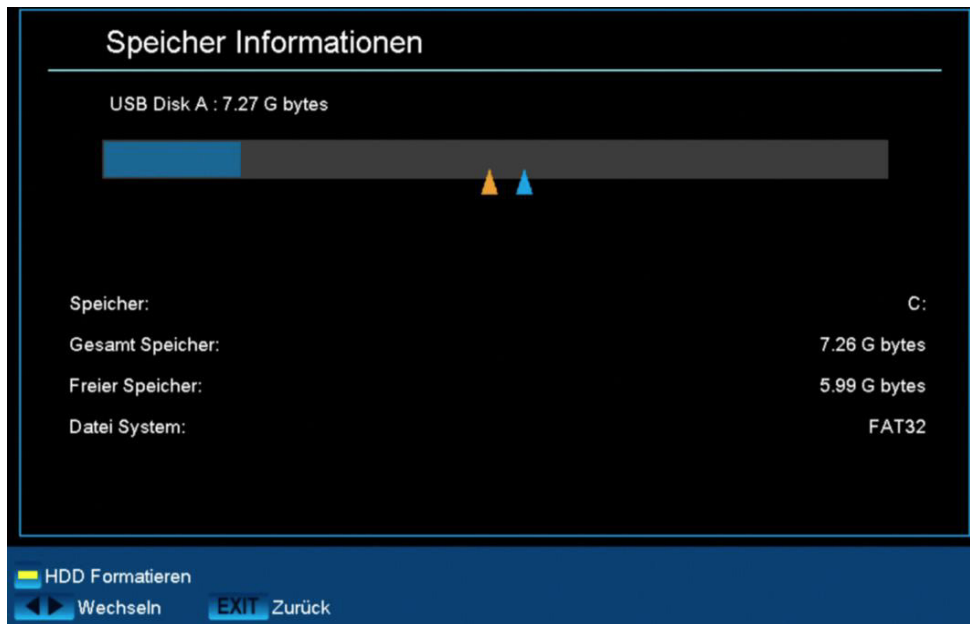 Speicher Informationen
USB Disk A : 7.27 G bytes
Speicher: C:
Gesamt Speicher: 7.26 G bytes
Freier Speicher: 5.99 G bytes
Datei System: FAT32
HDD Formatieren
Wechseln EXIT Zurück